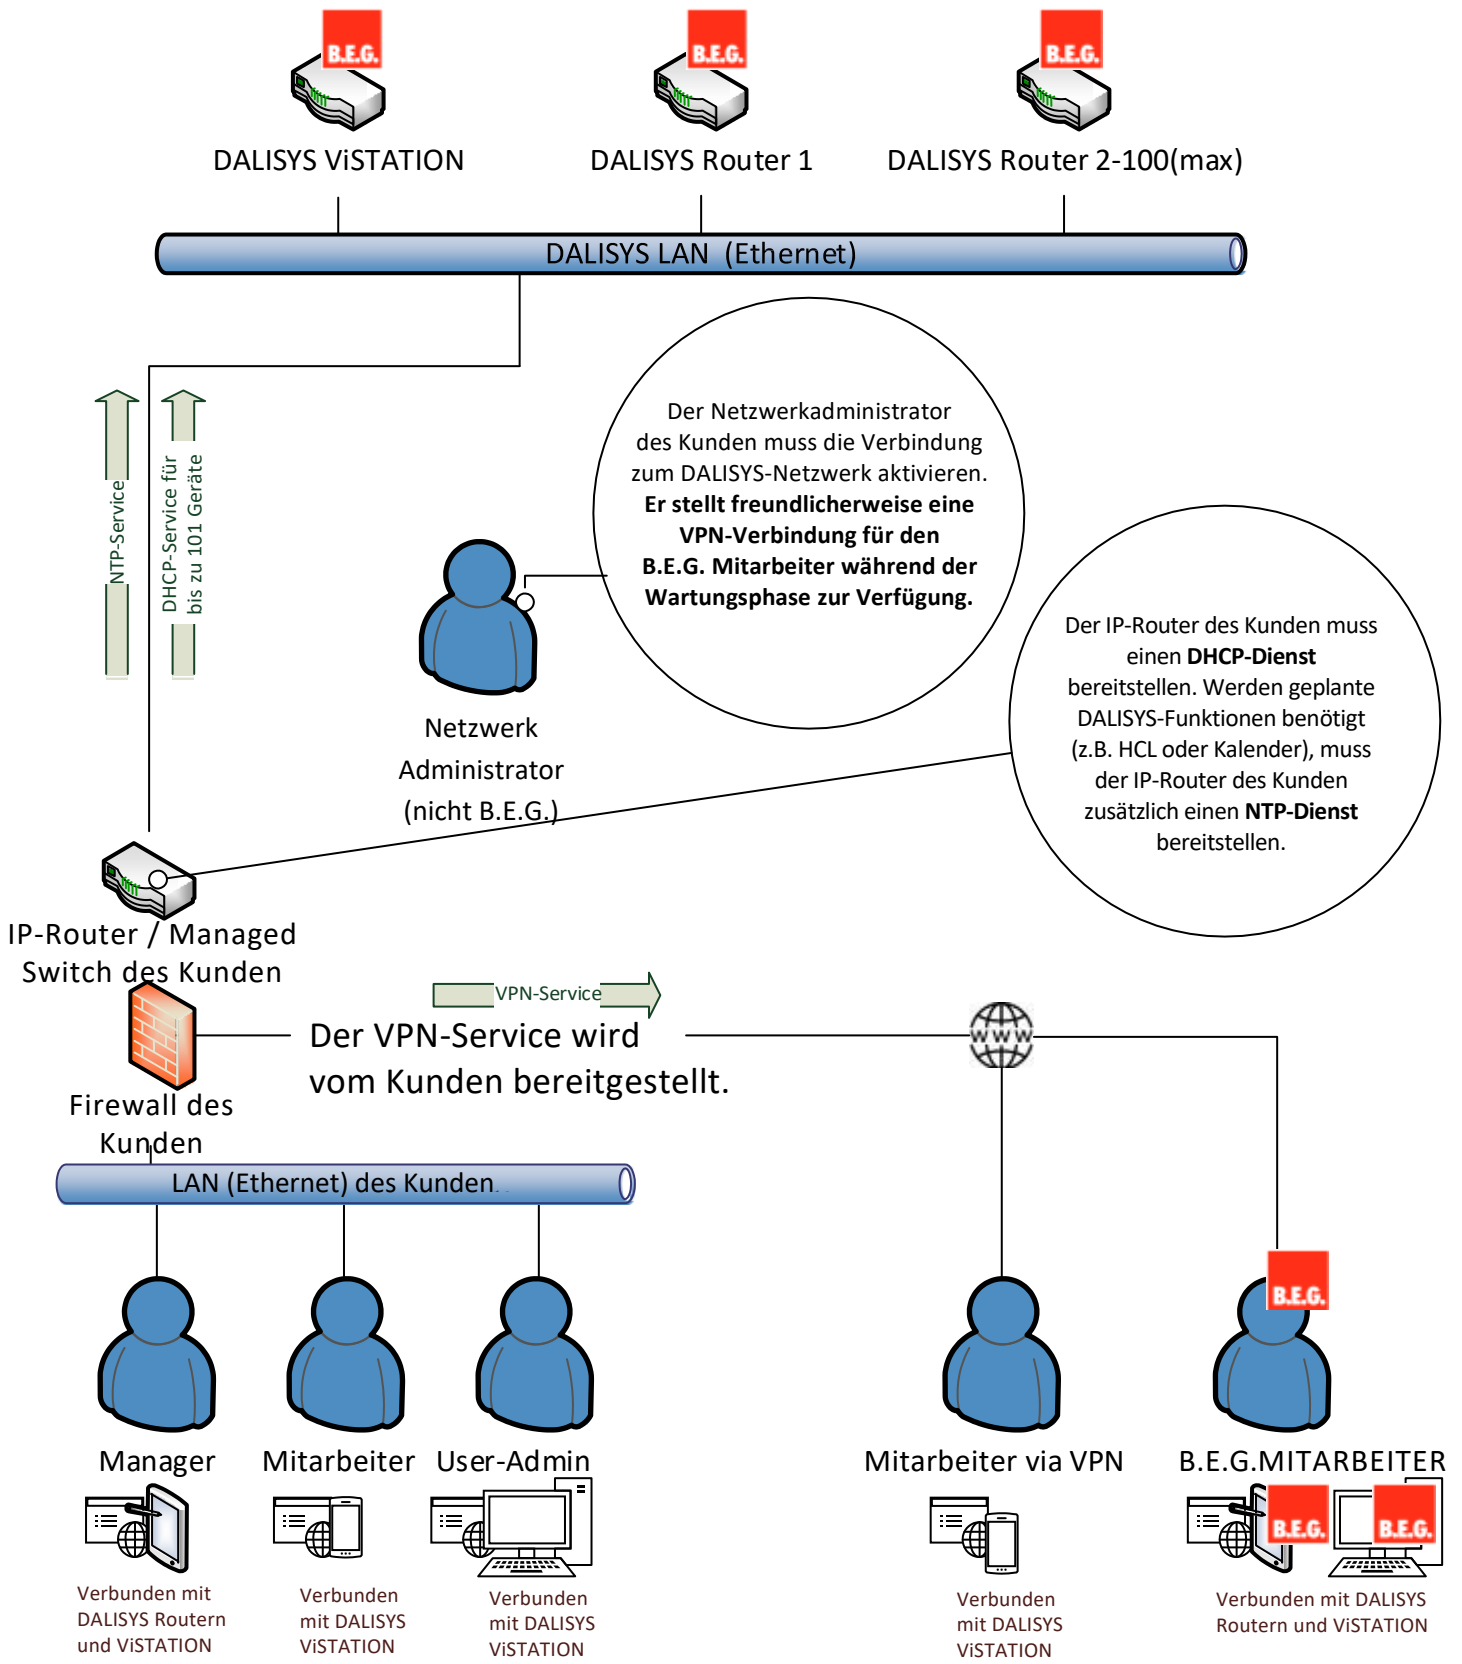 B.E.G.
B.E.G.
B.E.G.
DALISYS ViSTATION
DALISYS Router 1
DALISYS Router 2-100(max)
DALISYS LAN (Ethernet)
NTP-Service
DHCP-Service für
bis zu 101 Geräte
Der Netzwerkadministrator
des Kunden muss die Verbindung
zum DALISYS-Netzwerk aktivieren.
Er stellt freundlicherweise eine
VPN-Verbindung für den
B.E.G. Mitarbeiter während der
Wartungsphase zur Verfügung.
Netzwerk
Administrator
(nicht B.E.G.)
Der IP-Router des Kunden muss
einen DHCP-Dienst
bereitstellen. Werden geplante
DALISYS-Funktionen benötigt
(z.B. HCL oder Kalender), muss
der IP-Router des Kunden
zusätzlich einen NTP-Dienst
bereitstellen.
IP-Router / Managed
Switch des Kunden
VPN-Service
Der VPN-Service wird
vom Kunden bereitgestellt.
WWW
Firewall des
Kunden
LAN (Ethernet) des Kunden
B.E.G.
Manager
Mitarbeiter
User-Admin
Mitarbeiter via VPN
B.E.G.MITARBEITER
B.E.G.
B.E.G.
Verbunden mit
DALISYS Routern
und ViSTATION
Verbunden
mit DALISYS
ViSTATION
Verbunden
mit DALISYS
ViSTATION
Verbunden
mit DALISYS
ViSTATION
Verbunden mit DALISYS
Routern und ViSTATION